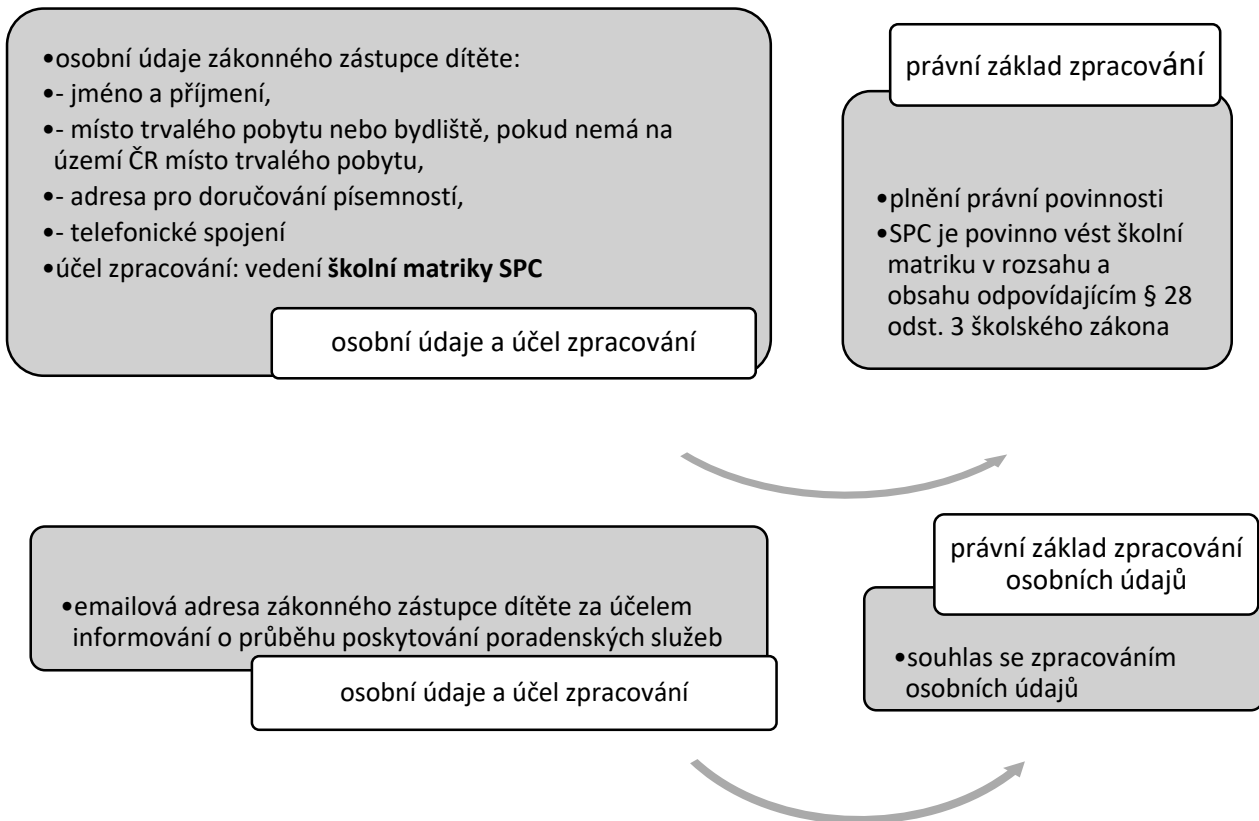 •osobní údaje zákonného zástupce dítěte:
•- jméno a příjmení,
•- místo trvalého pobytu nebo bydliště, pokud nemá na
území ČR místo trvalého pobytu,
•- adresa pro doručování písemností,
•- telefonické spojení
•účel zpracování: vedení školní matriky SPC
osobní údaje a účel zpracování
právní základ zpracování
•plnění právní povinnosti
•SPC je povinno vést školní
matriku v rozsahu a
obsahu odpovídajícím § 28
odst. 3 školského zákona
•emailová adresa zákonného zástupce dítěte za účelem
informování o průběhu poskytování poradenských služeb
osobní údaje a účel zpracování
právní základ zpracování
osobních údajů
•souhlas se zpracováním
osobních údajů